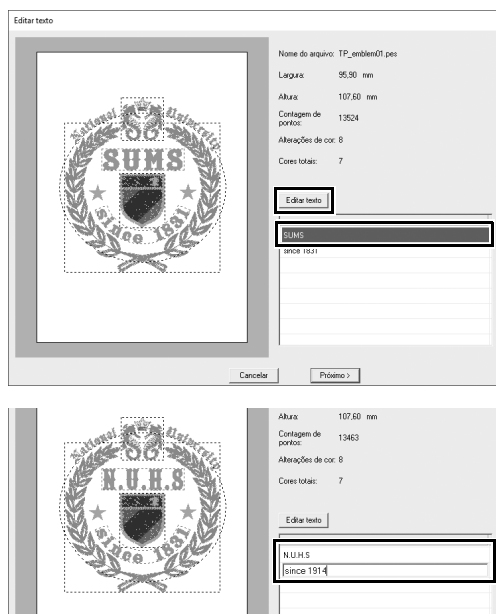 Editar texto
Nome do arquivo: TP_emblem01.pes
Largura: 95,90 mm
Altura: 107,60 mm
Contagem de pontos: 13524
Alterações de cor: 8
Cores totais: 7
National University
SUMS
since 1831
Editar texto
SUMS
since 1831
Cancelar Próximo >
Altura: 107,60 mm
Contagem de pontos: 13463
Alterações de cor: 8
Cores totais: 7
National University
N.U.H.S
since 1831
Editar texto
N.U.H.S
since 1914